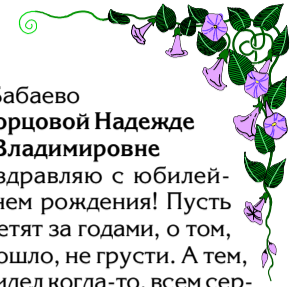 Бабаево
орцовой Надежде
Владимировне
здравляю с юбилей-
нем рождения! Пусть
етят за годами, о том,
ошло, не грусти. А тем,
идел когда-то, всем сер-